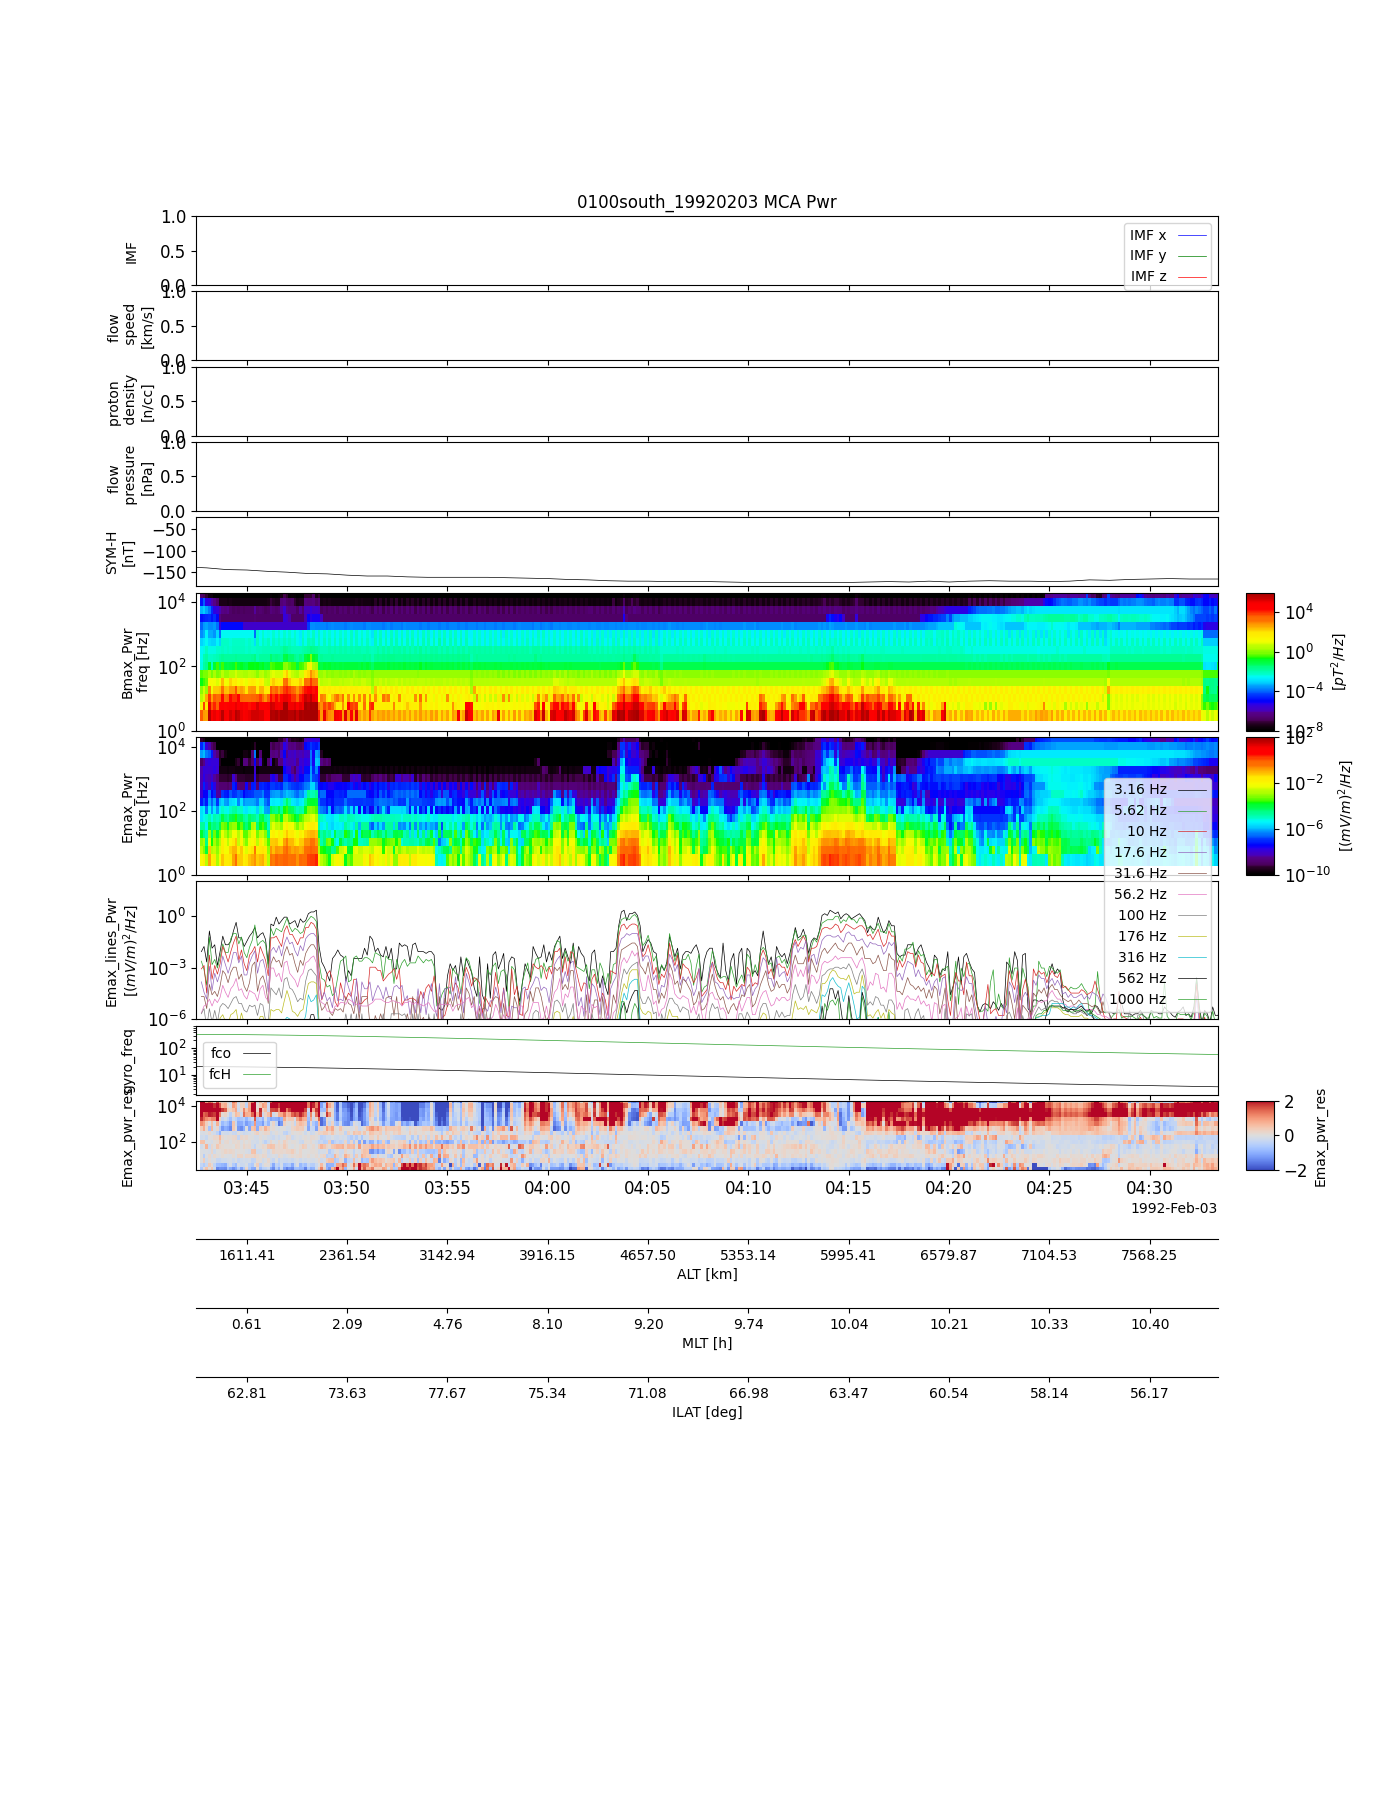 0100south_19920203 MCA Pwr
1.0
0.5
0.0
IMF
IMF x
IMF y
IMF z
1.0
0.5
0.0
flow
speed
[km/s]
1.0
0.5
0.0
proton
density
[n/cc]
1.0
0.5
0.0
flow
pressure
[nPa]
−50
−100
−150
SYM-H
[nT]
10^4
10^2
10^0
Bmax_Pwr
freq [Hz]
10^4
10^0
10^-4
10^-8
[pT^2/Hz]
10^4
10^2
10^0
Emax_Pwr
freq [Hz]
10^2
10^-2
10^-6
10^-10
[(mV/m)^2/Hz]
3.16 Hz
5.62 Hz
10 Hz
17.6 Hz
31.6 Hz
56.2 Hz
100 Hz
176 Hz
316 Hz
562 Hz
1000 Hz
10^0
10^-3
10^-6
Emax_lines_Pwr
[(mV/m)^2/Hz]
10^2
10^1
gyro_freq
fco
fcH
10^4
10^2
Emax_pwr_res
2
0
−2
Emax_pwr_res
03:45 03:50 03:55 04:00 04:05 04:10 04:15 04:20 04:25 04:30
1992-Feb-03
1611.41 2361.54 3142.94 3916.15 4657.50 5353.14 5995.41 6579.87 7104.53 7568.25
ALT [km]
0.61 2.09 4.76 8.10 9.20 9.74 10.04 10.21 10.33 10.40
MLT [h]
62.81 73.63 77.67 75.34 71.08 66.98 63.47 60.54 58.14 56.17
ILAT [deg]